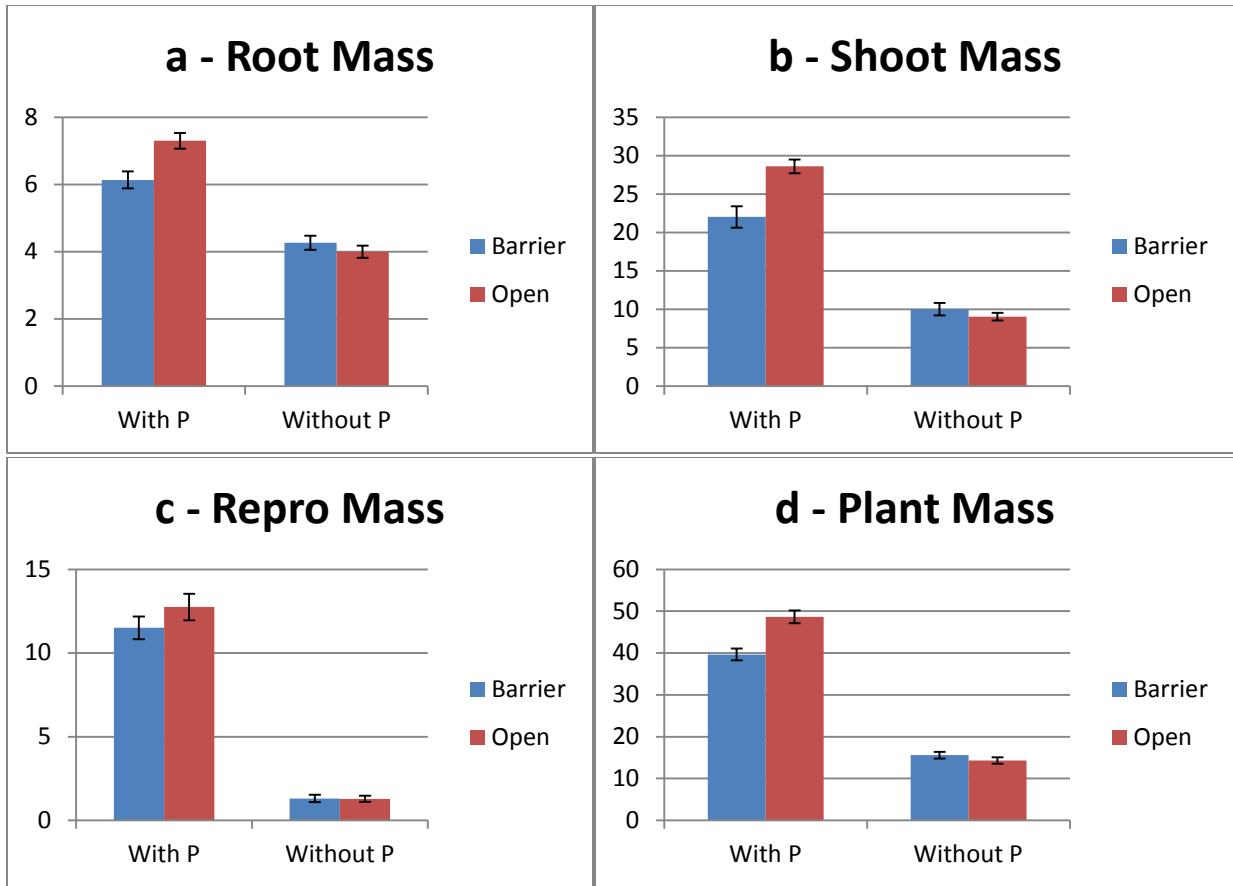 a - Root Mass
8
6
4
2
0
With P
Without P
Barrier
Open
b - Shoot Mass
35
30
25
20
15
10
5
0
With P
Without P
Barrier
Open
c - Repro Mass
15
10
5
0
With P
Without P
Barrier
Open
d - Plant Mass
60
50
40
30
20
10
0
With P
Without P
Barrier
Open